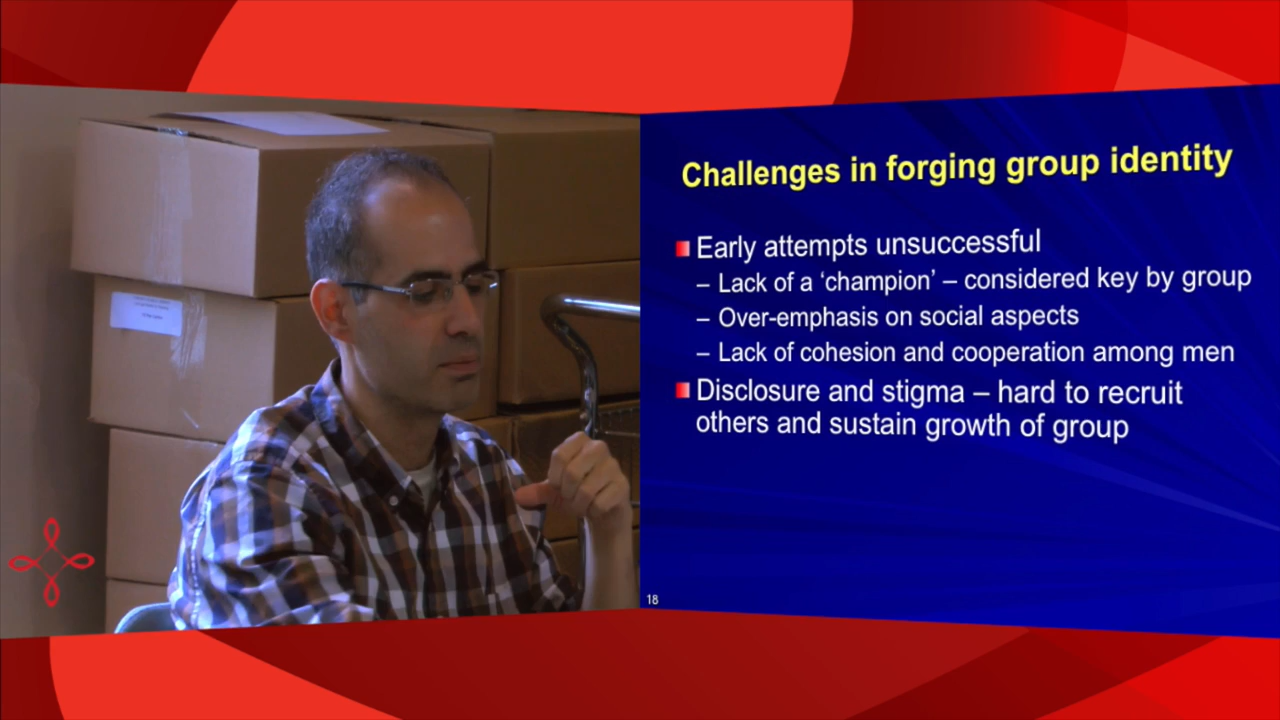 Challenges in forging group identity
Early attempts unsuccessful
– Lack of a ‘champion’ – considered key by group
– Over-emphasis on social aspects
– Lack of cohesion and cooperation among men
Disclosure and stigma – hard to recruit
others and sustain growth of group
18